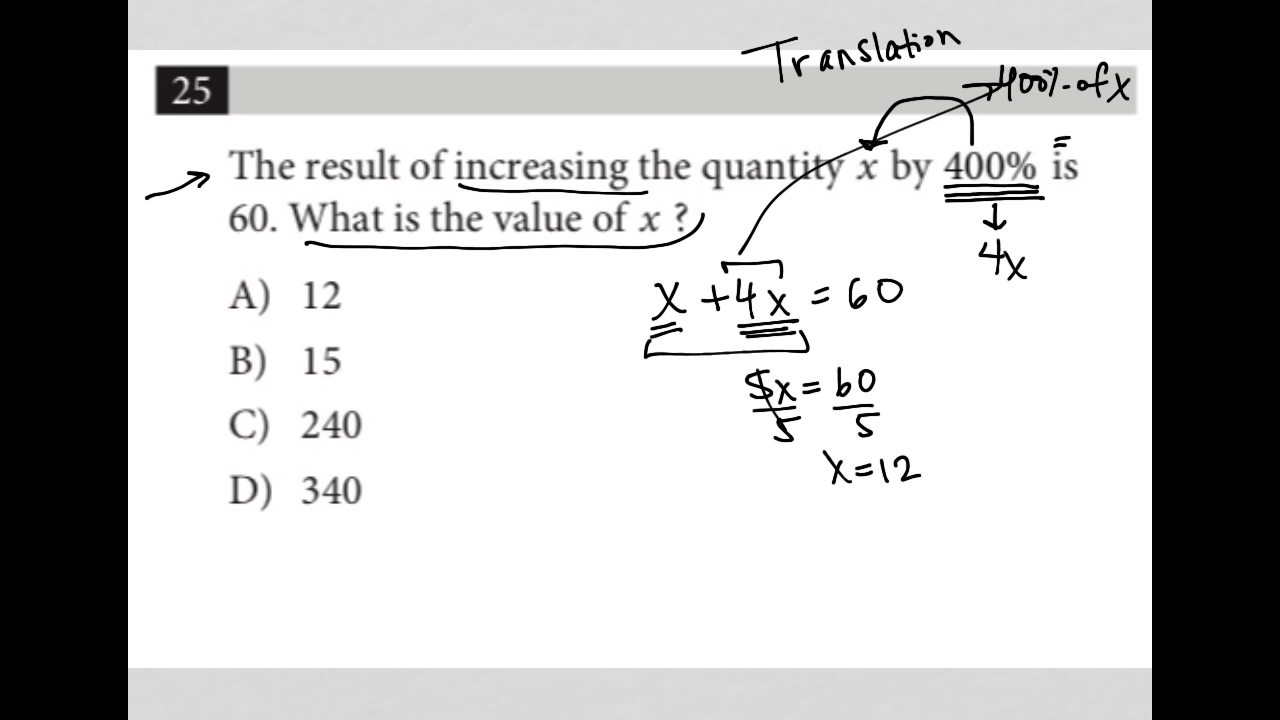 Translation
25
400% of x
The result of increasing the quantity x by 400% is
=
60. What is the value of x ?
4x
A) 12
x + 4x = 60
B) 15
5x = 60
5 5
C) 240
x = 12
D) 340